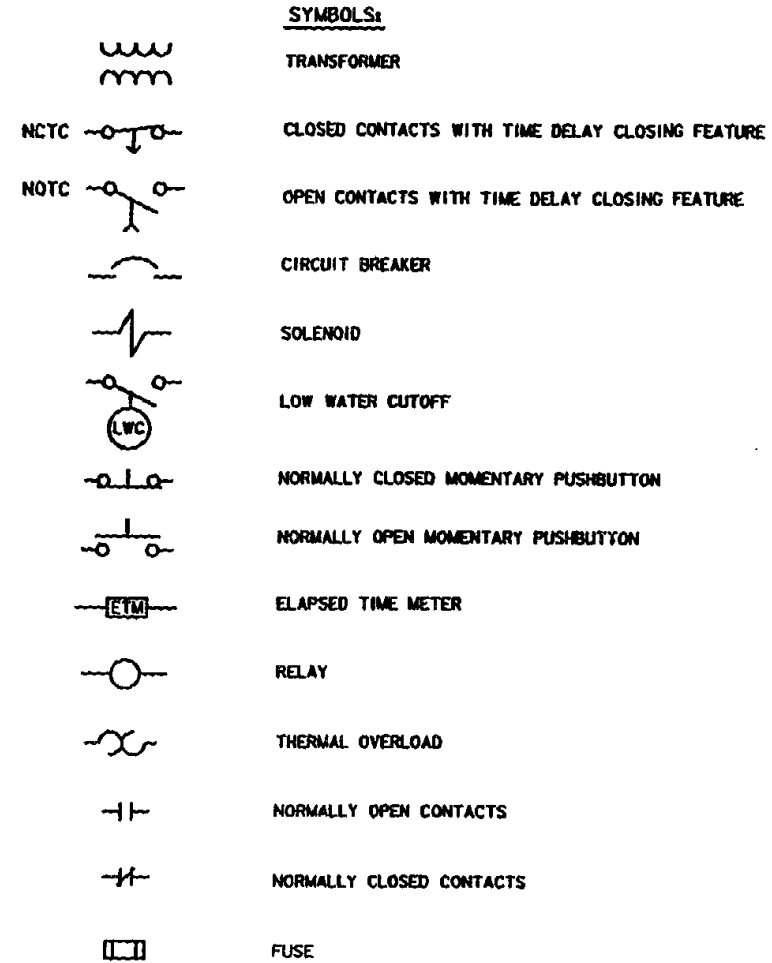 SYMBOLS:
TRANSFORMER
NCTC CLOSED CONTACTS WITH TIME DELAY CLOSING FEATURE
NOTC OPEN CONTACTS WITH TIME DELAY CLOSING FEATURE
CIRCUIT BREAKER
SOLENOID
LOW WATER CUTOFF
LWC
NORMALLY CLOSED MOMENTARY PUSHBUTTON
NORMALLY OPEN MOMENTARY PUSHBUTTON
ETM ELAPSED TIME METER
RELAY
THERMAL OVERLOAD
NORMALLY OPEN CONTACTS
NORMALLY CLOSED CONTACTS
FUSE